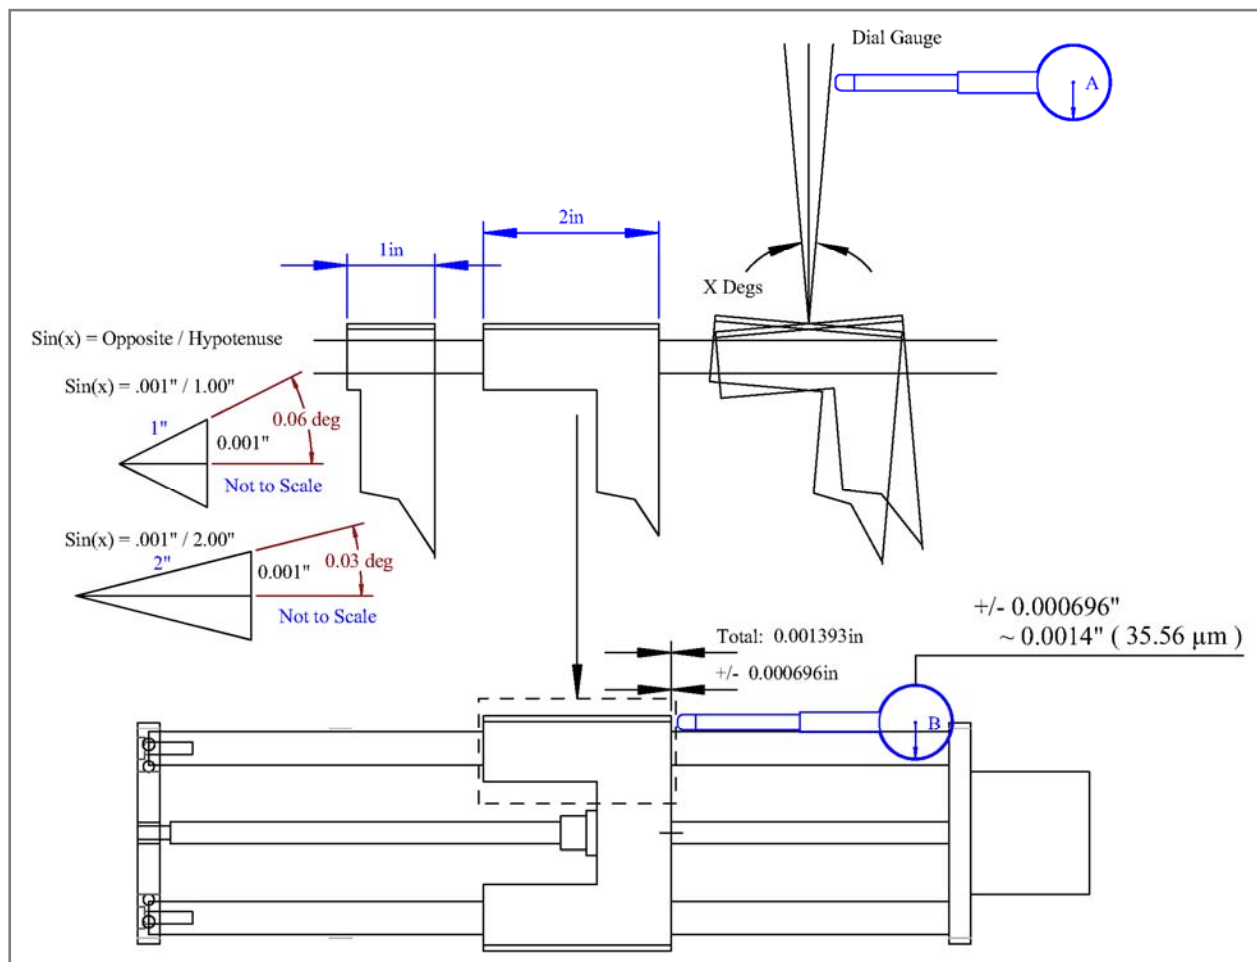 Dial Gauge
A
2in
1in
X Degs
Sin(x) = Opposite / Hypotenuse
Sin(x) = .001" / 1.00"
1"
0.06 deg
0.001"
Not to Scale
Sin(x) = .001" / 2.00"
2"
0.03 deg
0.001"
Not to Scale
+/- 0.000696"
~ 0.0014" ( 35.56 µm )
Total: 0.001393in
+/- 0.000696in
B